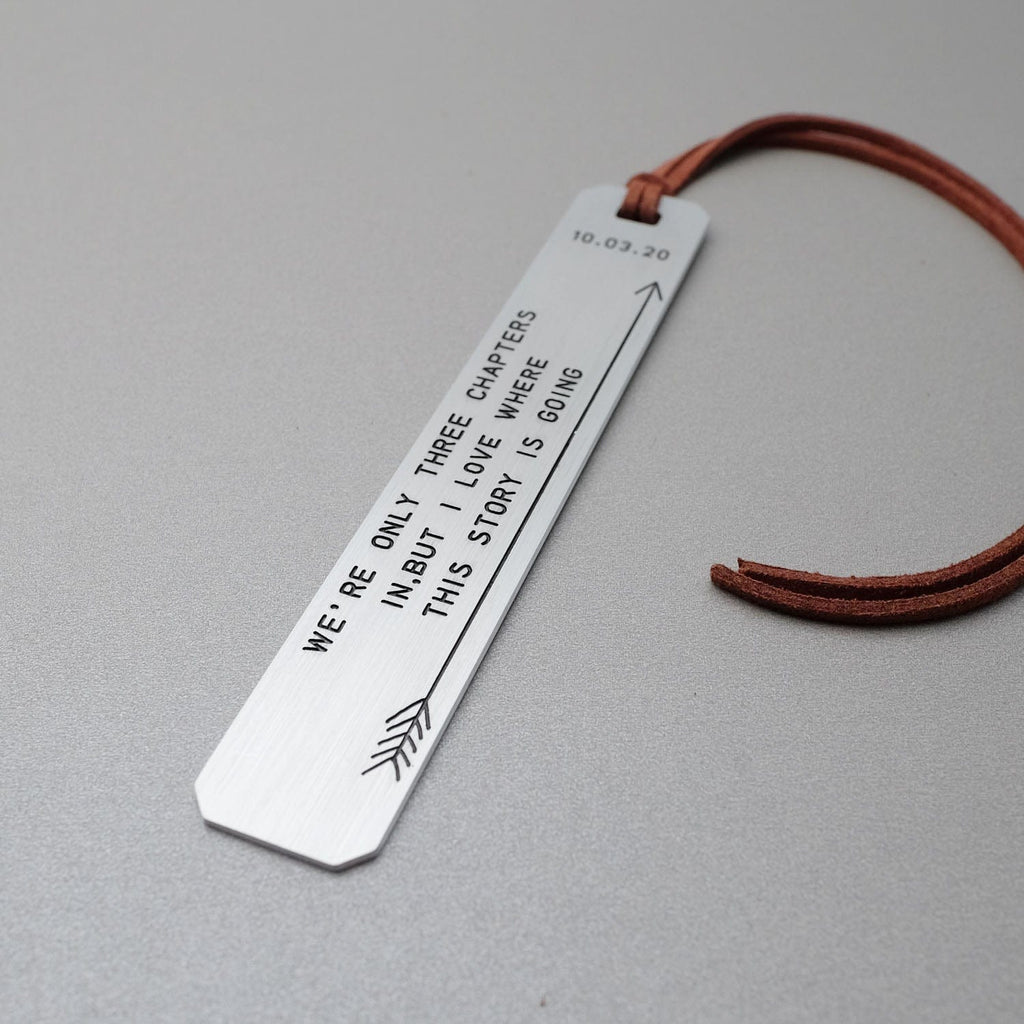 10.03.20
WE'RE ONLY THREE CHAPTERS
IN,BUT I LOVE WHERE
THIS STORY IS GOING